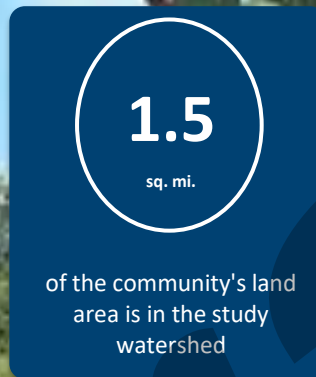 1.5
sq. mi.
of the community's land
area is in the study
watershed